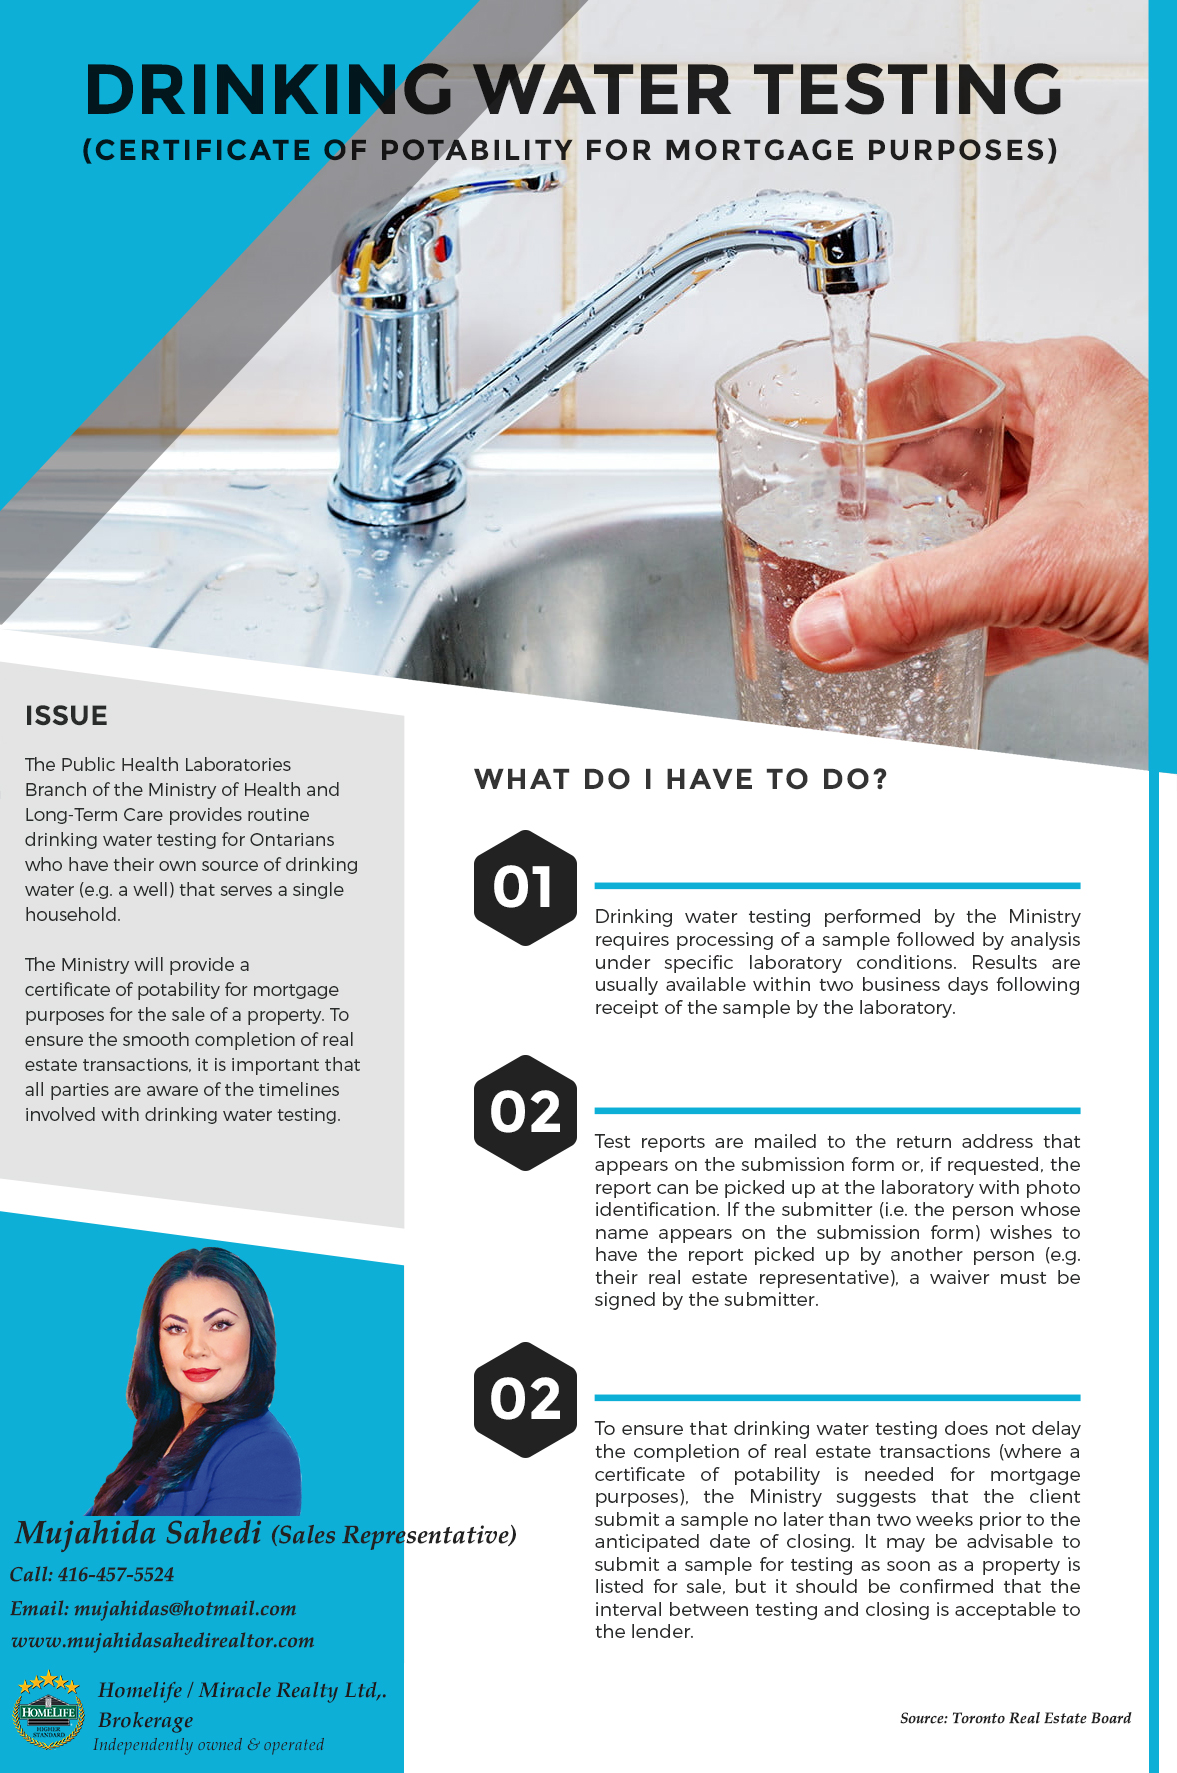 DRINKING WATER TESTING
(CERTIFICATE OF POTABILITY FOR MORTGAGE PURPOSES)
ISSUE
The Public Health Laboratories
Branch of the Ministry of Health and
Long-Term Care provides routine
drinking water testing for Ontarians
who have their own source of drinking
water (e.g. a well) that serves a single
household.
The Ministry will provide a
certificate of potability for mortgage
purposes for the sale of a property. To
ensure the smooth completion of real
estate transactions, it is important that
all parties are aware of the timelines
involved with drinking water testing.
WHAT DO I HAVE TO DO?
01
Drinking water testing performed by the Ministry
requires processing of a sample followed by analysis
under specific laboratory conditions. Results are
usually available within two business days following
receipt of the sample by the laboratory.
02
Test reports are mailed to the return address that
appears on the submission form or, if requested, the
report can be picked up at the laboratory with photo
identification. If the submitter (i.e. the person whose
name appears on the submission form) wishes to
have the report picked up by another person (e.g.
their real estate representative), a waiver must be
signed by the submitter.
02
To ensure that drinking water testing does not delay
the completion of real estate transactions (where a
certificate of potability is needed for mortgage
purposes), the Ministry suggests that the client
submit a sample no later than two weeks prior to the
anticipated date of closing. It may be advisable to
submit a sample for testing as soon as a property is
listed for sale, but it should be confirmed that the
interval between testing and closing is acceptable to
the lender.
Mujahida Sahedi (Sales Representative)
Call: 416-457-5524
Email: mujahidas@hotmail.com
www.mujahidasahedirealtor.com
HOMELIFE
HIGHER
STANDARD
Homelife / Miracle Realty Ltd,.
Brokerage
Independently owned & operated
Source: Toronto Real Estate Board